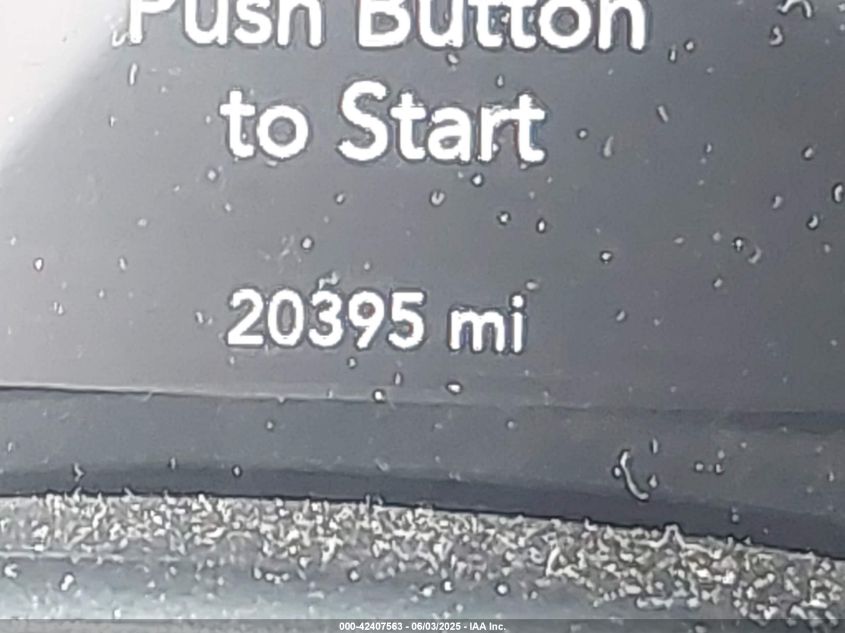 Push Button
to Start
20395 mi
000-42407563 - 06/03/2025 - IAA Inc.